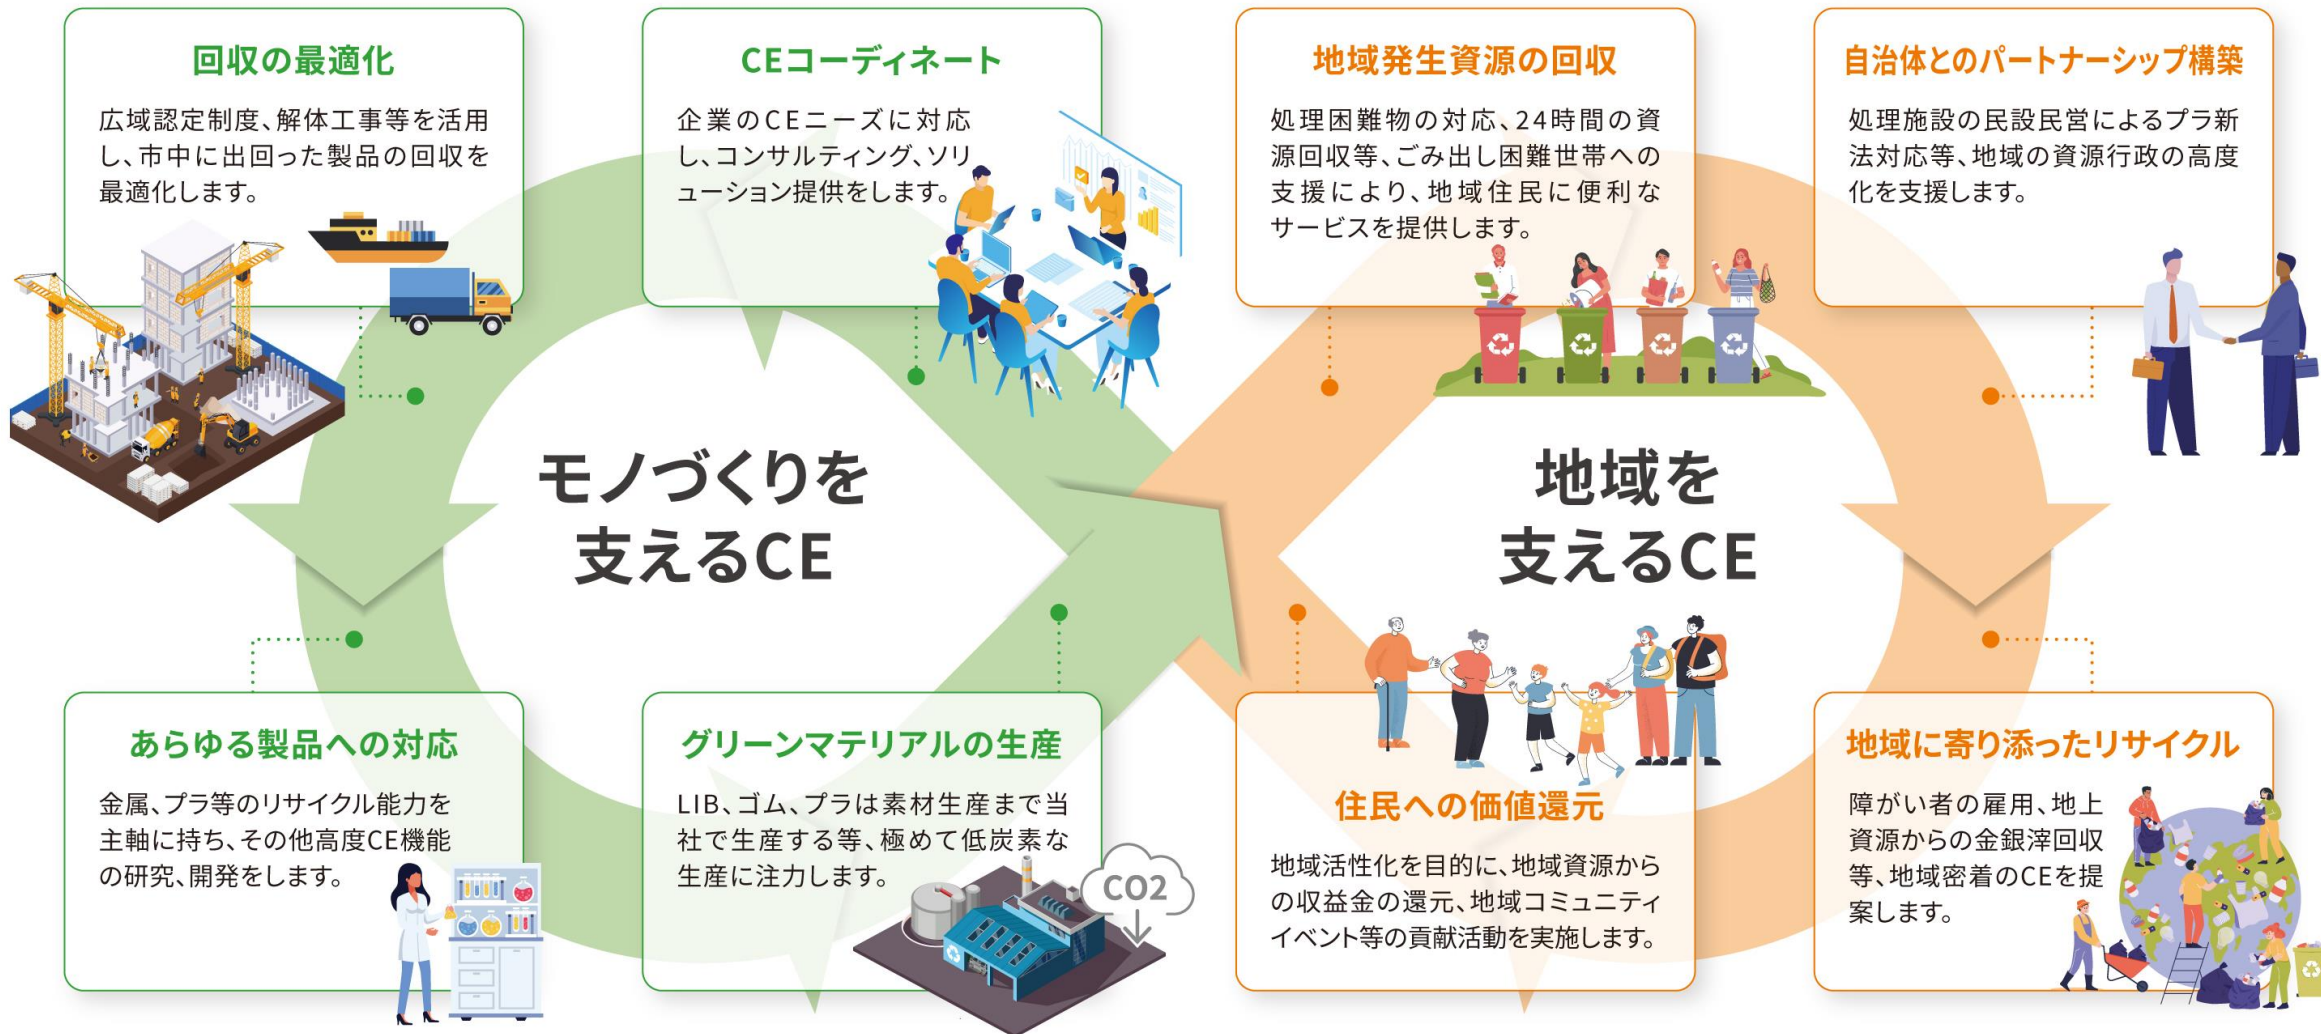 回収の最適化
広域認定制度、解体工事等を活用
し、市中に出回った製品の回収を
最適化します。
CEコーディネート
企業のCEニーズに対応
し、コンサルティング、ソリ
ューション提供をします。
地域発生資源の回収
処理困難物の対応、24時間の資
源回収等、ごみ出し困難世帯への
支援により、地域住民に便利な
サービスを提供します。
自治体とのパートナーシップ構築
処理施設の民設民営によるプラ新
法対応等、地域の資源行政の高度
化を支援します。
モノづくりを
支えるCE
地域を
支えるCE
あらゆる製品への対応
金属、プラ等のリサイクル能力を
主軸に持ち、その他高度CE機能
の研究、開発をします。
グリーンマテリアルの生産
LIB、ゴム、プラは素材生産まで当
社で生産する等、極めて低炭素な
生産に注力します。
CO2
住民への価値還元
地域活性化を目的に、地域資源から
の収益金の還元、地域コミュニティ
イベント等の貢献活動を実施します。
地域に寄り添ったリサイクル
障がい者の雇用、地上
資源からの金銀滓回収
等、地域密着のCEを提
案します。